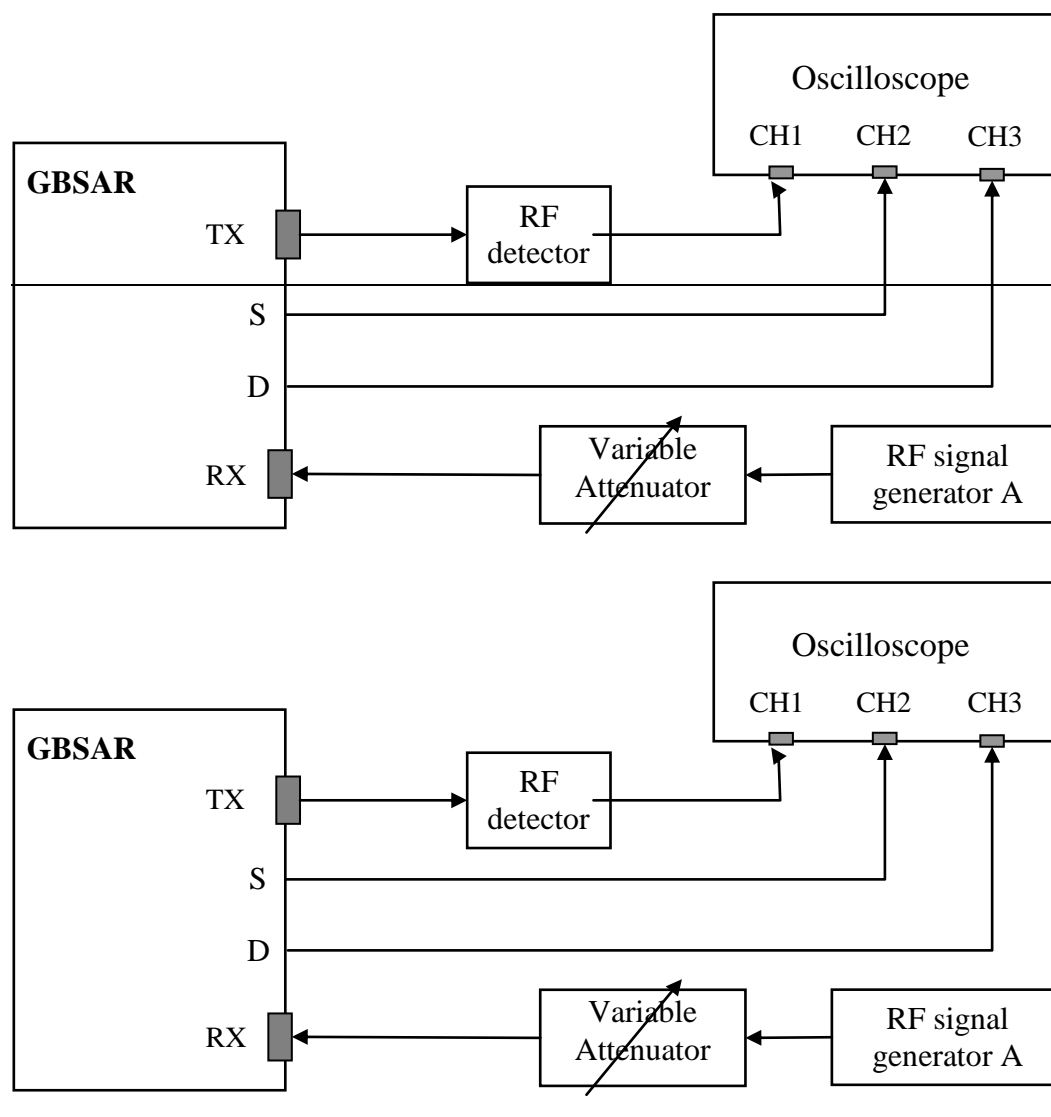 Oscilloscope
CH1 CH2 CH3
GBSAR
TX
RF
detector
S
D
RX
Variable
Attenuator
RF signal
generator A
Oscilloscope
CH1 CH2 CH3
GBSAR
TX
RF
detector
S
D
RX
Variable
Attenuator
RF signal
generator A